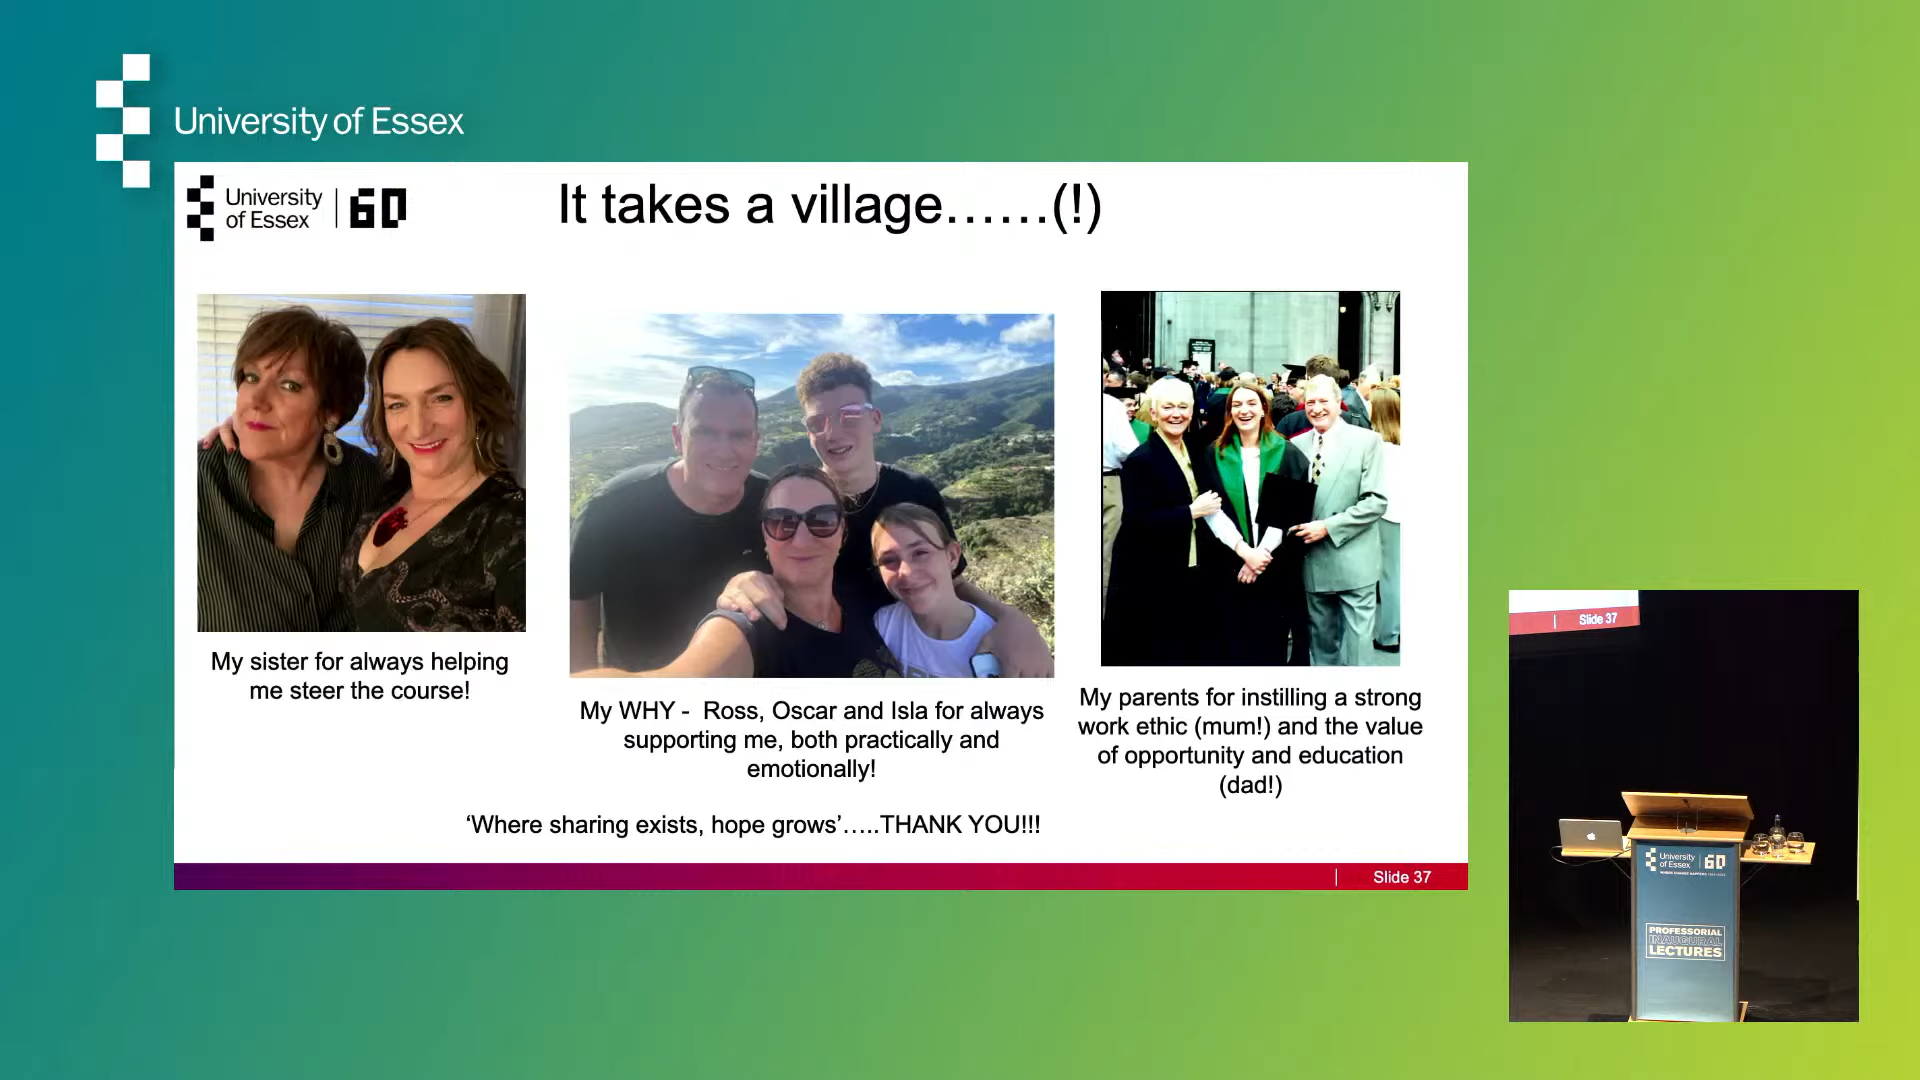 University of Essex
University
of Essex
60
It takes a village……(!)
My sister for always helping
me steer the course!
My WHY -  Ross, Oscar and Isla for always
supporting me, both practically and
emotionally!
My parents for instilling a strong
work ethic (mum!) and the value
of opportunity and education
(dad!)
‘Where sharing exists, hope grows’…..THANK YOU!!!
Slide 37
Slide 37
University
of Essex
60
PROFESSORIAL
INAUGURAL
LECTURES